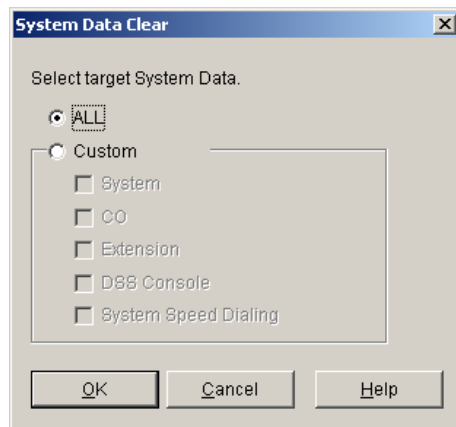 System Data Clear
Select target System Data.
ALL
Custom
System
CO
Extension
DSS Console
System Speed Dialing
OK Cancel Help